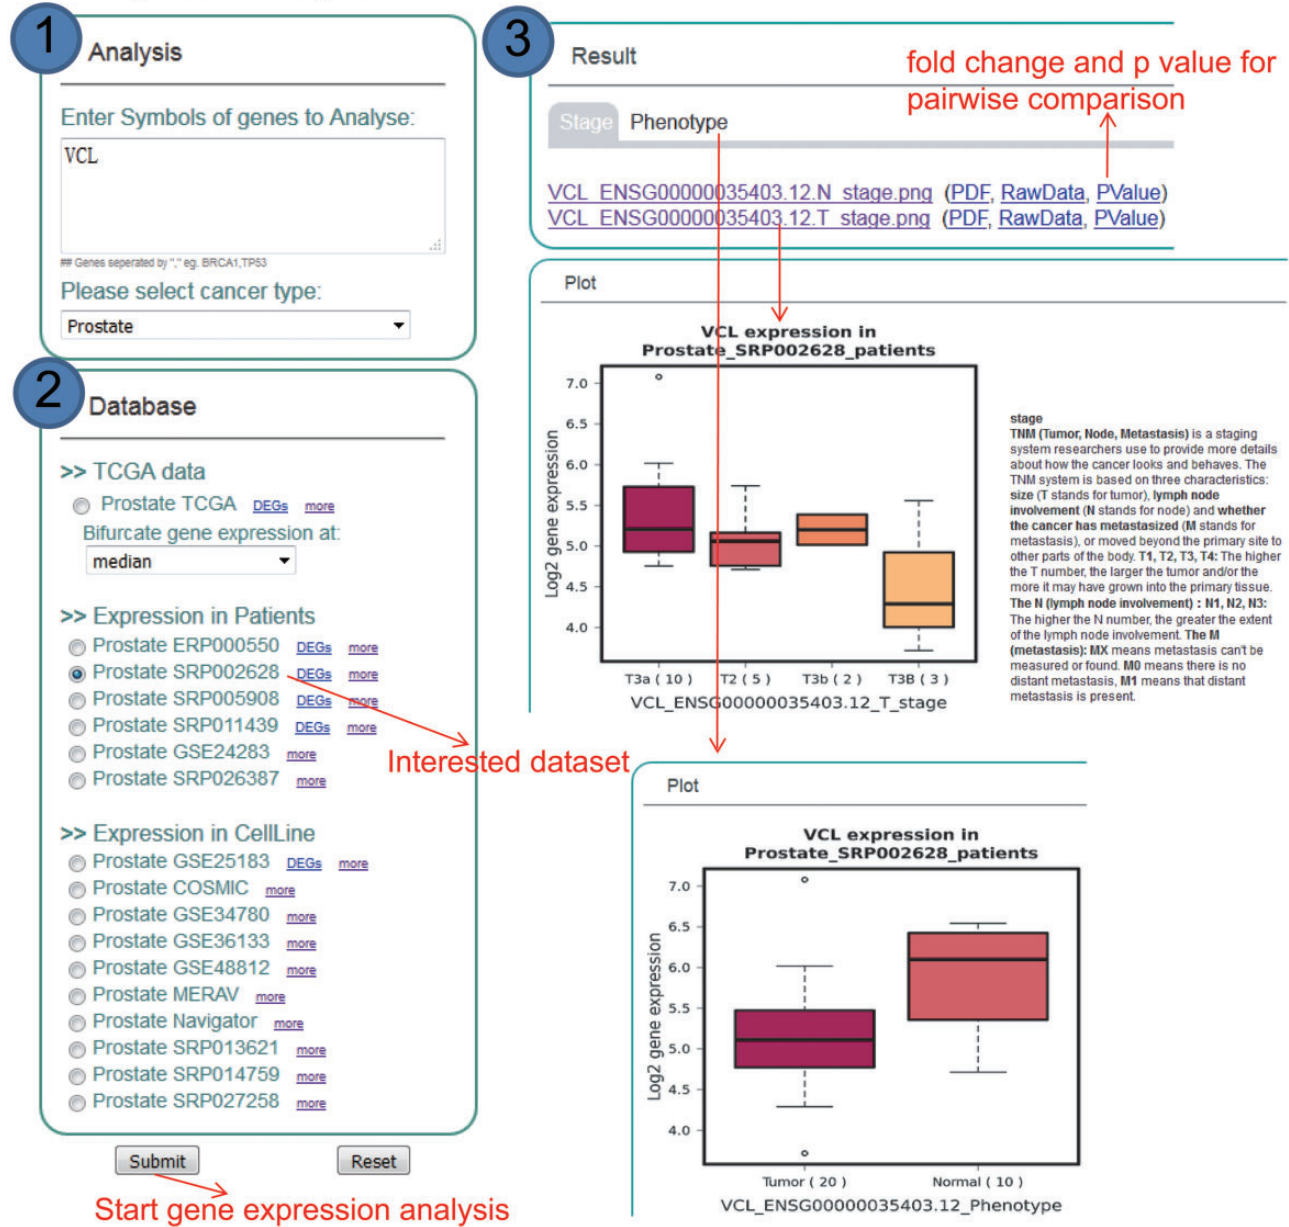 1
Analysis
Enter Symbols of genes to Analyse:
VCL
## Genes seperated by "," eg. BRCA1,TP53
Please select cancer type:
Prostate
2
Database
>> TCGA data
Prostate TCGA DEGs more
Bifurcate gene expression at:
median
>> Expression in Patients
Prostate ERP000550 DEGs more
Prostate SRP002628 DEGs more
Prostate SRP005908 DEGs more
Prostate SRP011439 DEGs more
Prostate GSE24283 more
Prostate SRP026387 more
Interested dataset
>> Expression in CellLine
Prostate GSE25183 DEGs more
Prostate COSMIC more
Prostate GSE34780 more
Prostate GSE36133 more
Prostate GSE48812 more
Prostate MERAV more
Prostate Navigator more
Prostate SRP013621 more
Prostate SRP014759 more
Prostate SRP027258 more
Submit Reset
Start gene expression analysis
3
Result
fold change and p value for
pairwise comparison
Stage Phenotype
VCL_ENSG00000035403.12.N_stage.png (PDF, RawData, PValue)
VCL_ENSG00000035403.12.T_stage.png (PDF, RawData, PValue)
Plot
VCL expression in
Prostate_SRP002628_patients
Log2 gene expression
7.0
6.5
6.0
5.5
5.0
4.5
4.0
T3a ( 10 ) T2 ( 5 ) T3b ( 2 ) T3B ( 3 )
VCL_ENSG00000035403.12_T_stage
stage
TNM (Tumor, Node, Metastasis) is a staging
system researchers use to provide more details
about how the cancer looks and behaves. The
TNM system is based on three characteristics:
size (T stands for tumor), lymph node
involvement (N stands for node) and whether
the cancer has metastasized (M stands for
metastasis), or moved beyond the primary site to
other parts of the body. T1, T2, T3, T4: The higher
the T number, the larger the tumor and/or the
more it may have grown into the primary tissue.
The N (lymph node involvement) : N1, N2, N3:
The higher the N number, the greater the extent
of the lymph node involvement. The M
(metastasis): MX means metastasis can't be
measured or found. M0 means there is no
distant metastasis, M1 means that distant
metastasis is present.
Plot
VCL expression in
Prostate_SRP002628_patients
Log2 gene expression
7.0
6.5
6.0
5.5
5.0
4.5
4.0
Tumor ( 20 ) Normal ( 10 )
VCL_ENSG00000035403.12_Phenotype